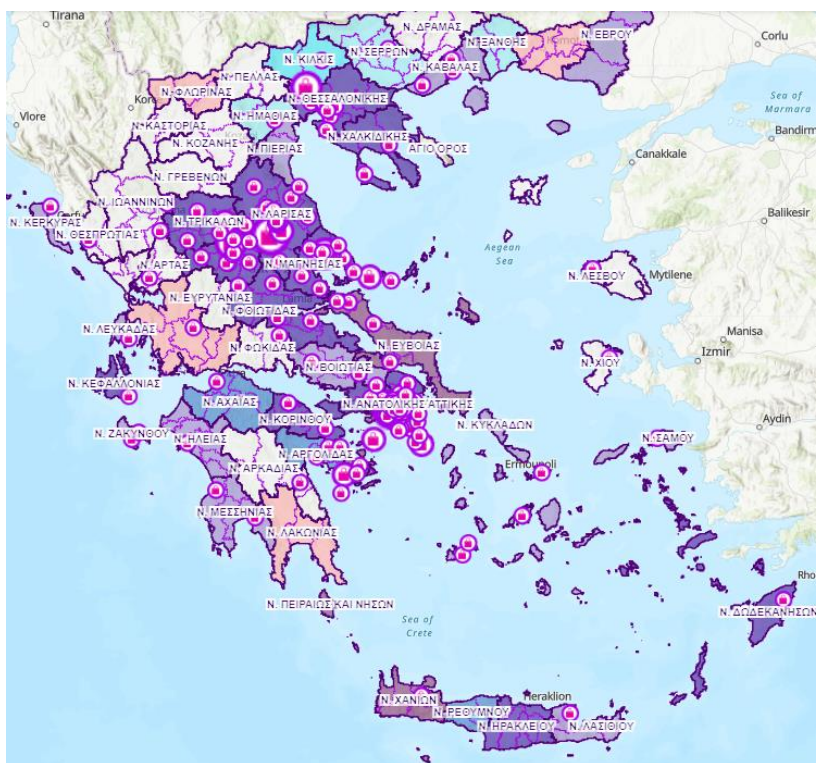 Tirana
Ν. ΔΡΑΜΑΣ
Ν. ΞΑΝΘΗΣ
Ν. ΕΒΡΟΥ
Corlu
Ν. ΣΕΡΡΩΝ
Ν. ΚΙΛΚΙΣ
Ν. ΚΑΒΑΛΑΣ
Ν. ΠΕΛΛΑΣ
Ν. ΦΛΩΡΙΝΑΣ
Ν. ΘΕΣΣΑΛΟΝΙΚΗΣ
Sea of
Marmara
Vlore
Ν. ΗΜΑΘΙΑΣ
Ν. ΚΑΣΤΟΡΙΑΣ
Ν. ΧΑΛΚΙΔΙΚΗΣ
Bandirm
Ν. ΚΟΖΑΝΗΣ
Ν. ΠΙΕΡΙΑΣ
ΑΓΙΟ ΟΡΟΣ
Canakkale
Ν. ΓΡΕΒΕΝΩΝ
Ν. ΙΩΑΝΝΙΝΩΝ
Ν. ΚΕΡΚΥΡΑΣ
Ν. ΤΡΙΚΑΛΩΝ
Ν. ΛΑΡΙΣΑΣ
Balikesir
Ν. ΘΕΣΠΡΩΤΙΑΣ
Aegean
Sea
Ν. ΑΡΤΑΣ
Ν. ΜΑΓΝΗΣΙΑΣ
Ν. ΛΕΣΒΟΥ
Mytilene
Ν. ΕΥΡΥΤΑΝΙΑΣ
Ν. ΦΘΙΩΤΙΔΑΣ
Ν. ΛΕΥΚΑΔΑΣ
Ν. ΦΩΚΙΔΑΣ
Ν. ΕΥΒΟΙΑΣ
Manisa
Ν. ΒΟΙΩΤΙΑΣ
Ν. ΧΙΟΥ
Izmir
Ν. ΚΕΦΑΛΛΟΝΙΑΣ
Ν. ΑΧΑΪΑΣ
Ν. ΑΝΑΤΟΛΙΚΗΣ ΑΤΤΙΚΗΣ
Ν. ΚΟΡΙΝΘΟΥ
Ν. ΚΥΚΛΑΔΩΝ
Aydin
Ν. ΖΑΚΥΝΘΟΥ
Ν. ΗΛΕΙΑΣ
Ν. ΣΑΜΟΥ
Ν. ΑΡΓΟΛΙΔΑΣ
Ν. ΑΡΚΑΔΙΑΣ
Ermoupoli
Ν. ΜΕΣΣΗΝΙΑΣ
Ν. ΛΑΚΩΝΙΑΣ
Rho
Ν. ΠΕΙΡΑΙΩΣ ΚΑΙ ΝΗΣΩΝ
Ν. ΔΩΔΕΚΑΝΗΣΩΝ
Sea of
Crete
Ν. ΧΑΝΙΩΝ
Heraklion
Ν. ΡΕΘΥΜΝΟΥ
Ν. ΗΡΑΚΛΕΙΟΥ
Ν. ΛΑΣΙΘΙΟΥ